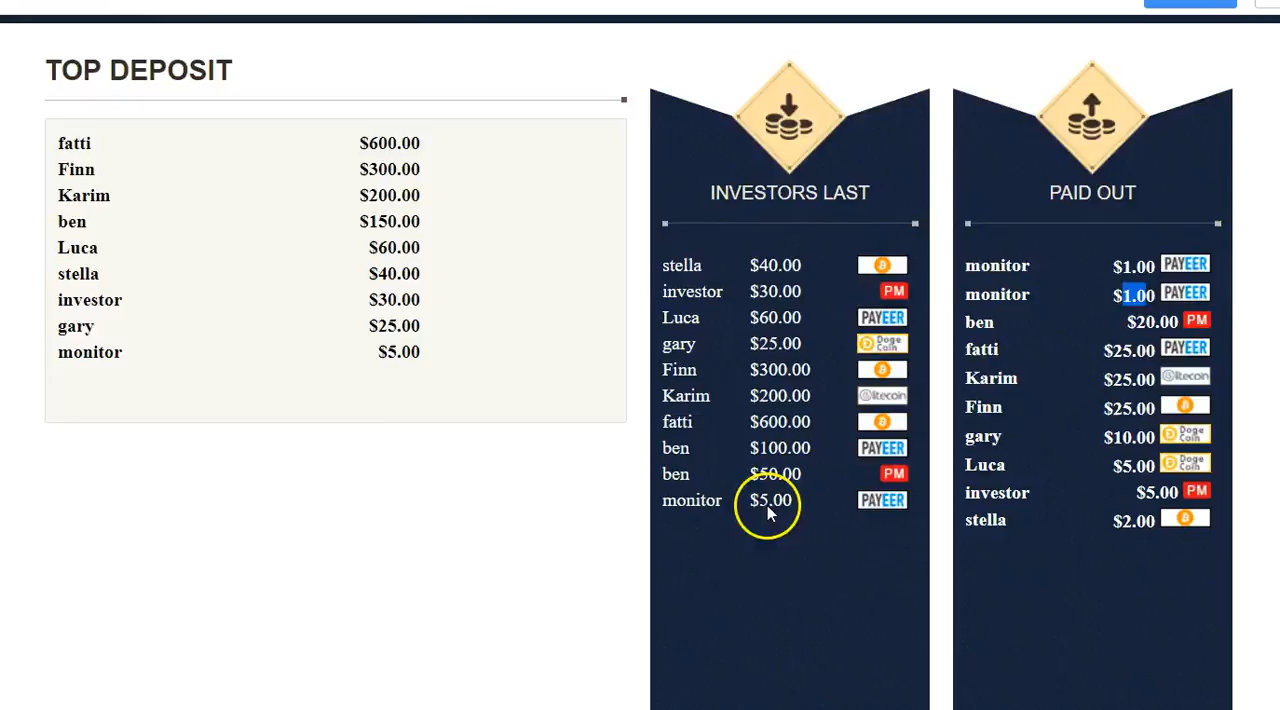 TOP DEPOSIT
fatti $600.00
Finn $300.00
Karim $200.00
ben $150.00
Luca $60.00
stella $40.00
investor $30.00
gary $25.00
monitor $5.00
INVESTORS LAST
stella $40.00
investor $30.00 PM
Luca $60.00 PAYEER
gary $25.00 Doge Coin
Finn $300.00
Karim $200.00 litecoin
fatti $600.00
ben $100.00 PAYEER
ben $50.00 PM
monitor $5.00 PAYEER
PAID OUT
monitor $1.00 PAYEER
monitor $1.00 PAYEER
ben $20.00 PM
fatti $25.00 PAYEER
Karim $25.00 litecoin
Finn $25.00
gary $10.00 Doge Coin
Luca $5.00 Doge Coin
investor $5.00 PM
stella $2.00